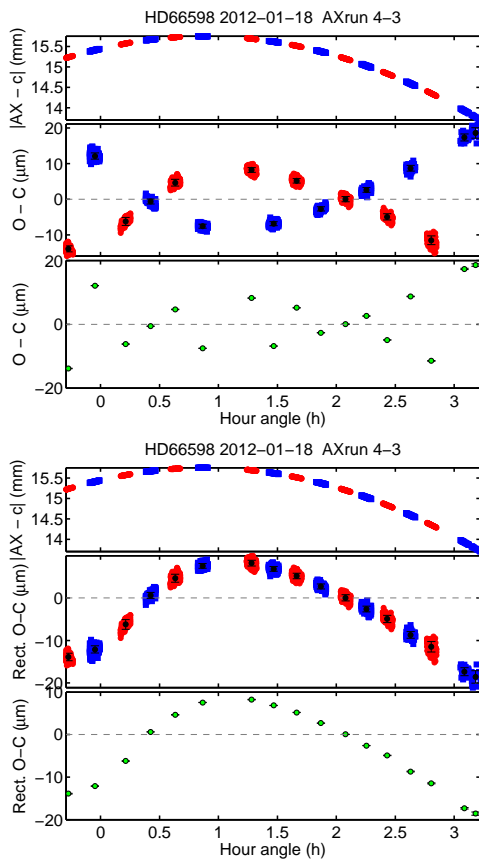 HD66598 2012−01−18 AXrun 4−3
|AX − c| (mm)
15.5
15
14.5
14
O − C (μm)
20
10
0
−10
O − C (μm)
20
0
−20
0 0.5 1 1.5 2 2.5 3
Hour angle (h)
HD66598 2012−01−18 AXrun 4−3
|AX − c| (mm)
15.5
15
14.5
14
Rect. O−C (μm)
0
−10
−20
Rect. O−C (μm)
10
0
−10
−20
0 0.5 1 1.5 2 2.5 3
Hour angle (h)